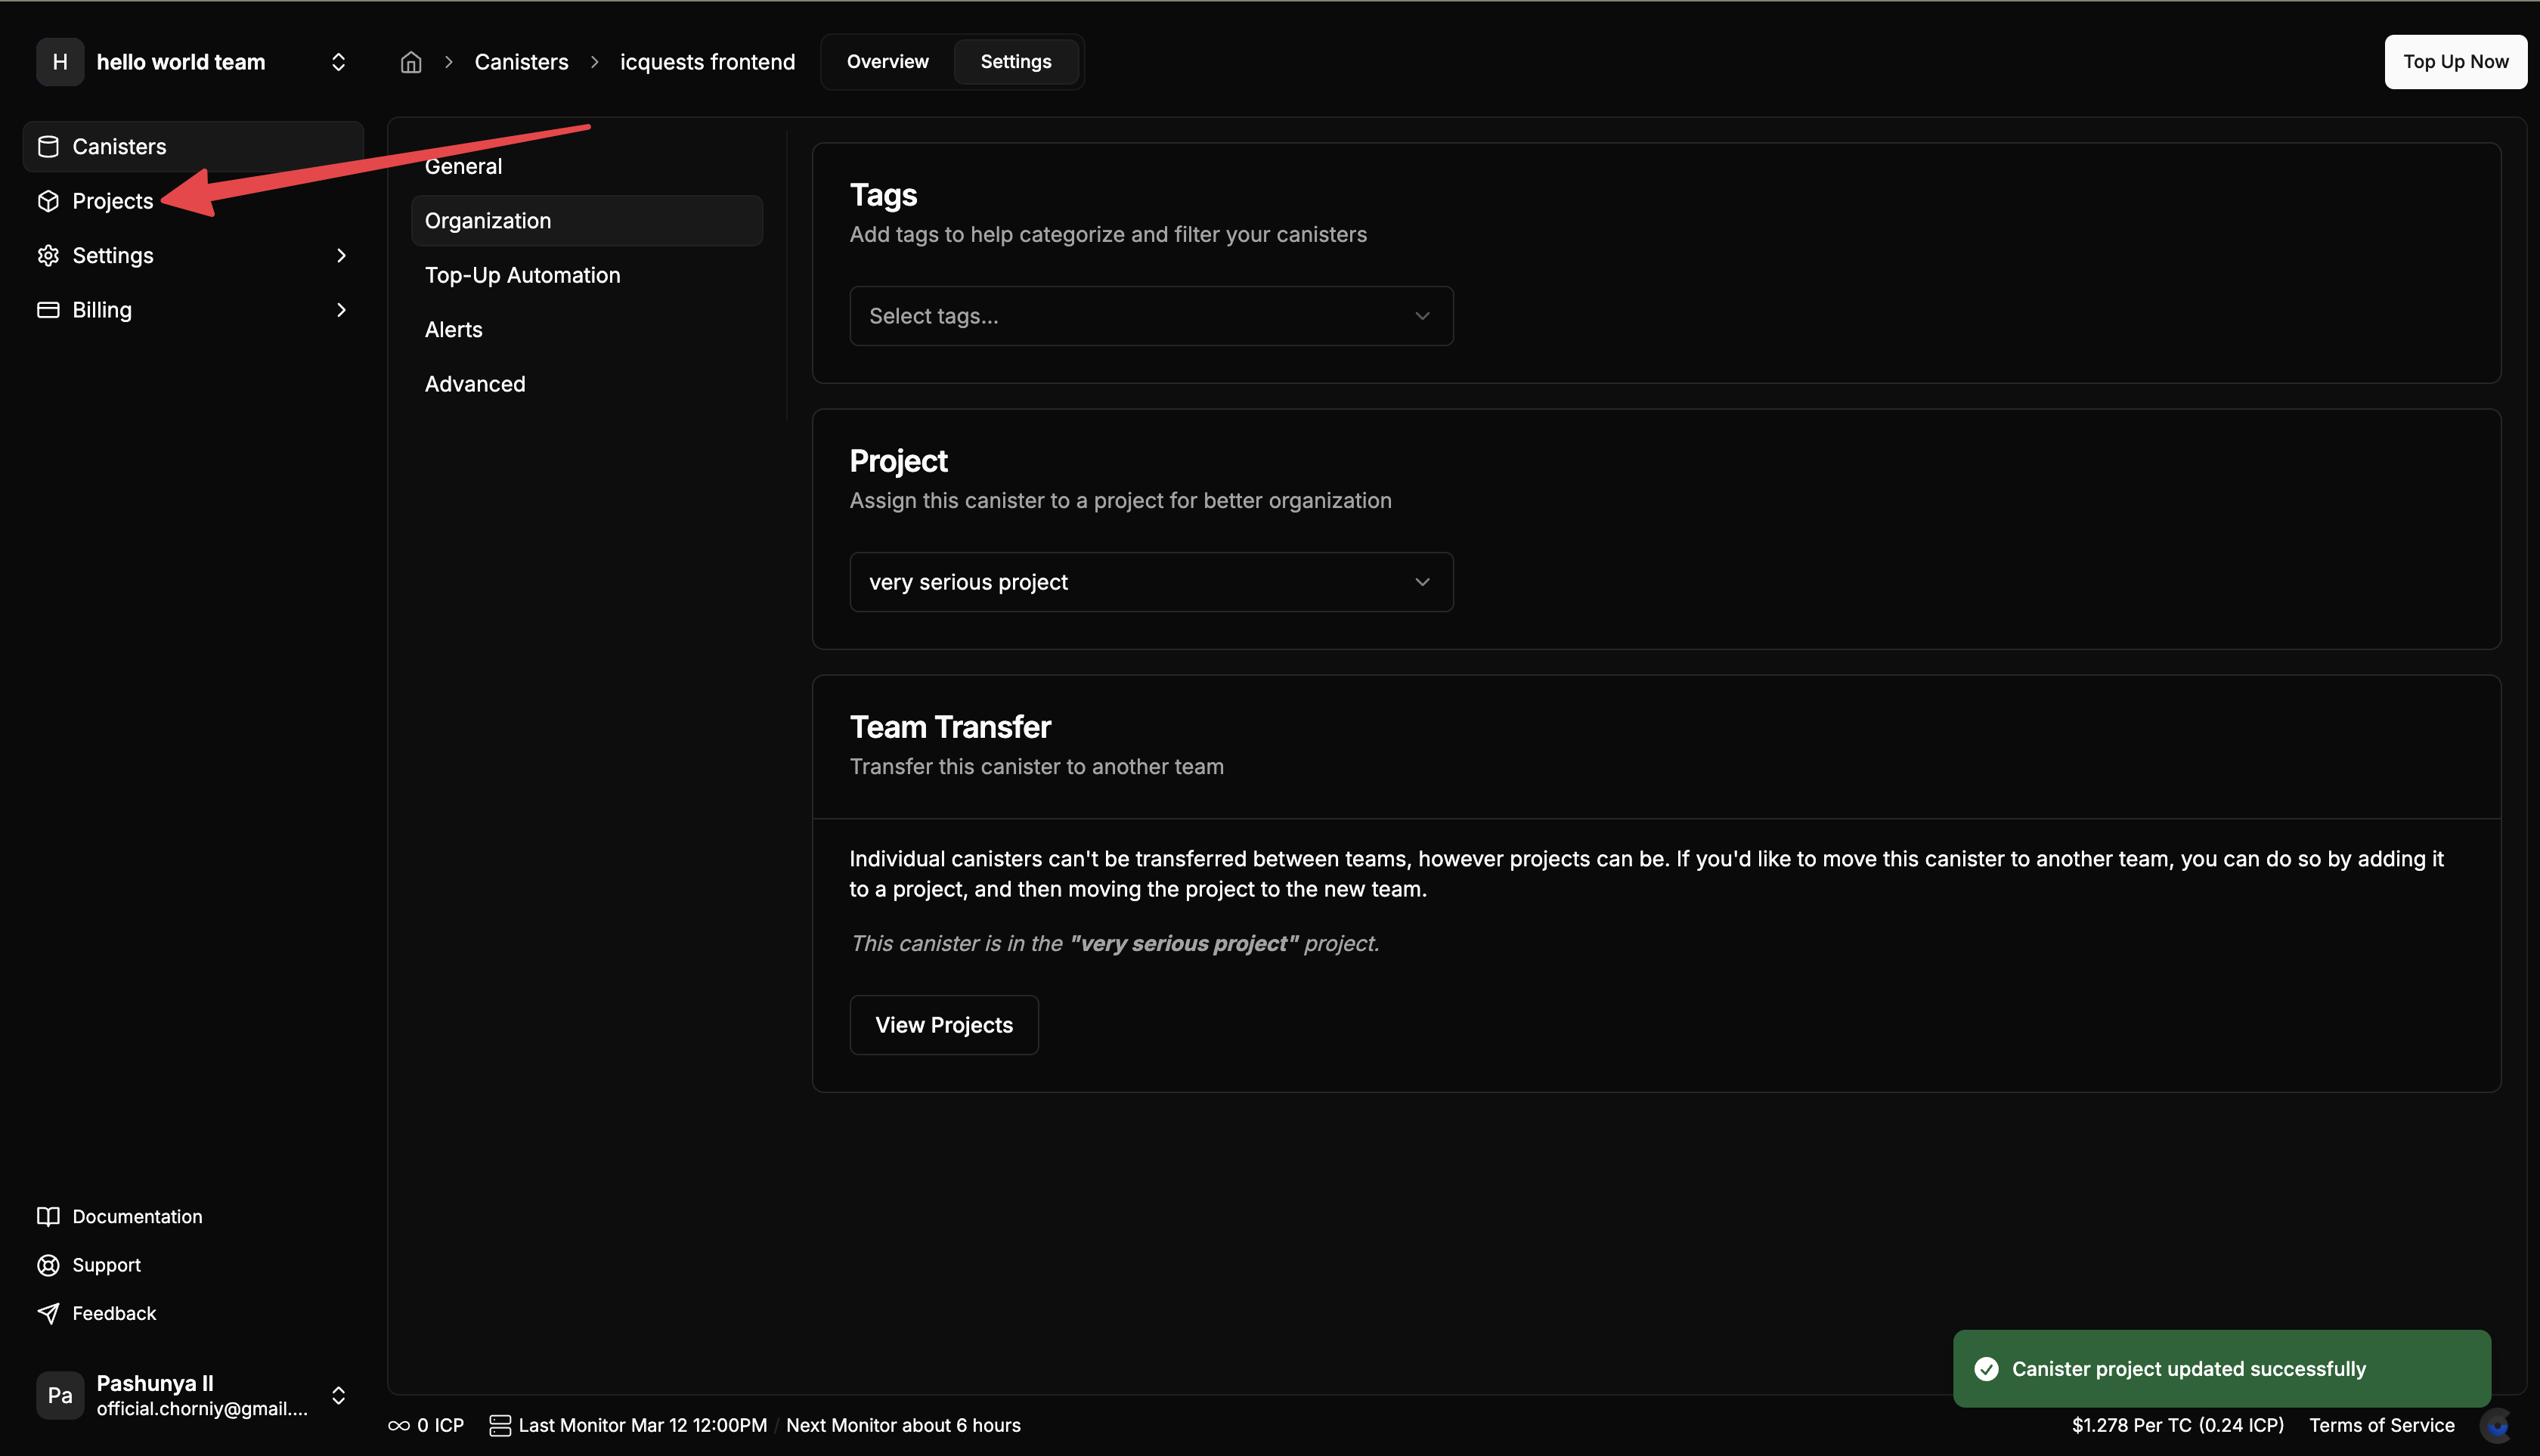 H
hello world team
Canisters
icquests frontend
Overview
Settings
Top Up Now
Canisters
Projects
Settings
Billing
General
Organization
Top-Up Automation
Alerts
Advanced
Tags
Add tags to help categorize and filter your canisters
Select tags...
Project
Assign this canister to a project for better organization
very serious project
Team Transfer
Transfer this canister to another team
Individual canisters can't be transferred between teams, however projects can be. If you'd like to move this canister to another team, you can do so by adding it
to a project, and then moving the project to the new team.
This canister is in the "very serious project" project.
View Projects
Documentation
Support
Feedback
Pa
Pashunya II
official.chorniy@gmail....
Canister project updated successfully
0 ICP
Last Monitor Mar 12 12:00PM / Next Monitor about 6 hours
$1.278 Per TC (0.24 ICP)
Terms of Service